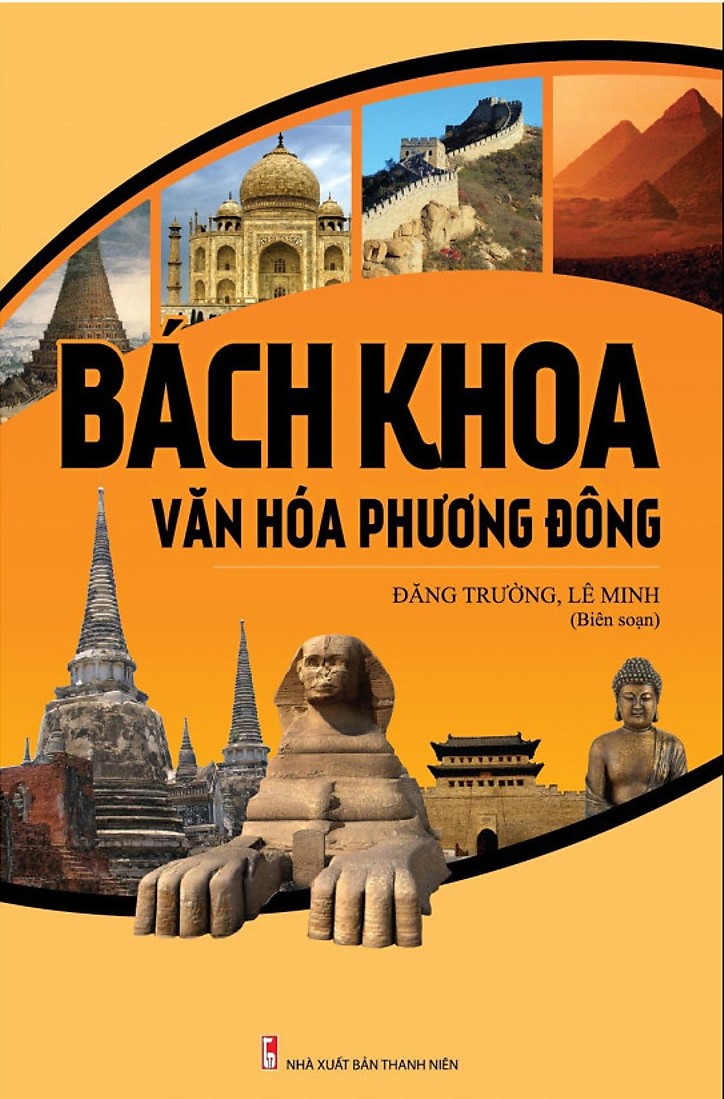 BÁCH KHOA
VĂN HÓA PHƯƠNG ĐÔNG
ĐĂNG TRƯỜNG, LÊ MINH
(Biên soạn)
NHÀ XUẤT BẢN THANH NIÊN